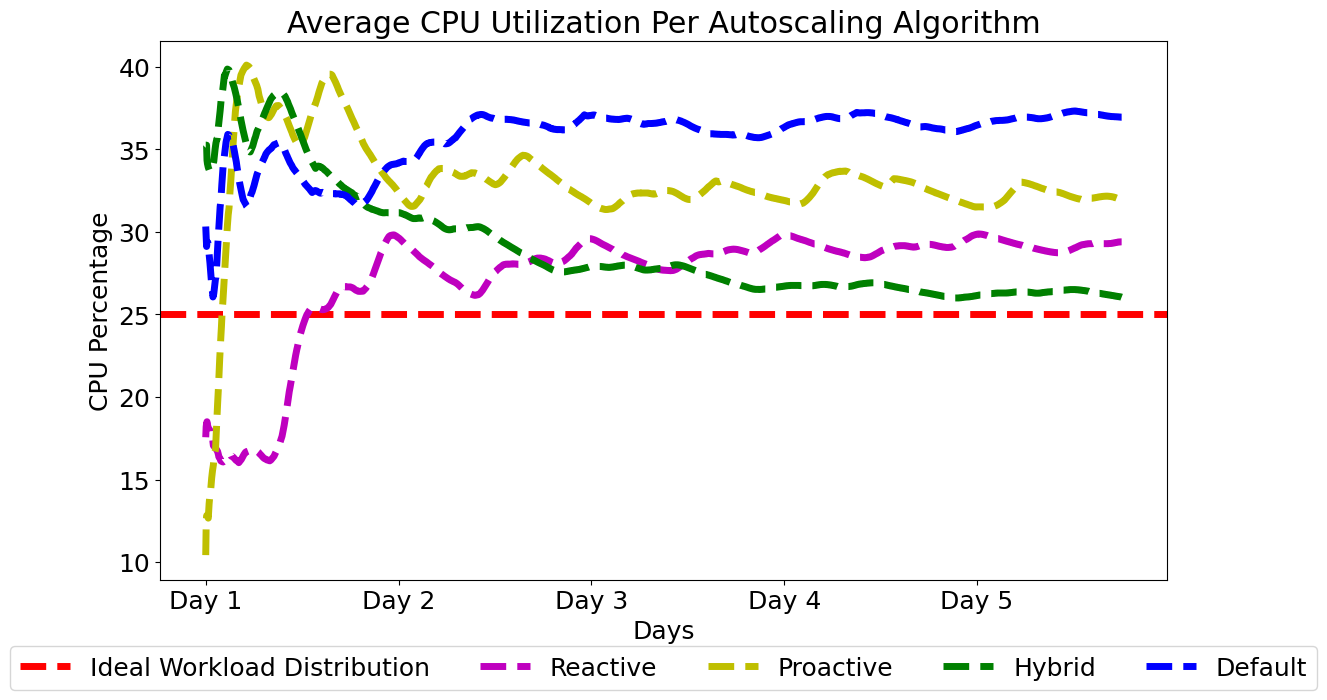 Average CPU Utilization Per Autoscaling Algorithm
CPU Percentage
40
35
30
25
20
15
10
Day 1 Day 2 Day 3 Day 4 Day 5
Days
Ideal Workload Distribution Reactive Proactive Hybrid Default